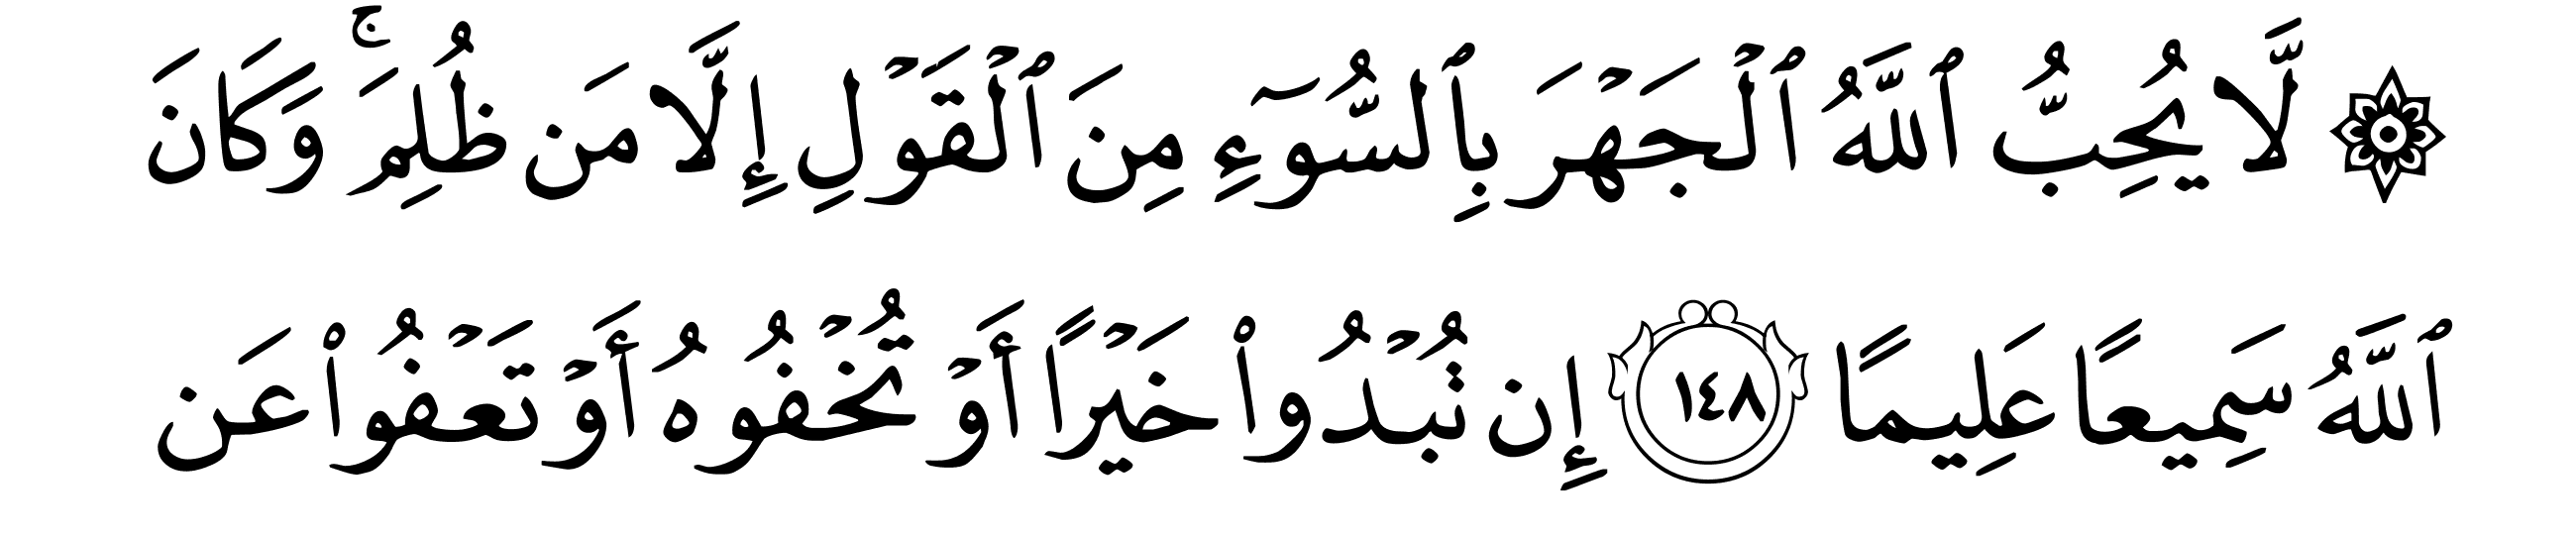 ۞ لَّا يُحِبُّ ٱللَّهُ ٱلۡجَهۡرَ بِٱلسُّوٓءِ مِنَ ٱلۡقَوۡلِ إِلَّا مَن ظُلِمَۚ وَكَانَ
ٱللَّهُ سَمِيعًا عَلِيمًا ١٤٨ إِن تُبۡدُواْ خَيۡرًا أَوۡ تُخۡفُوهُ أَوۡ تَعۡفُواْ عَن